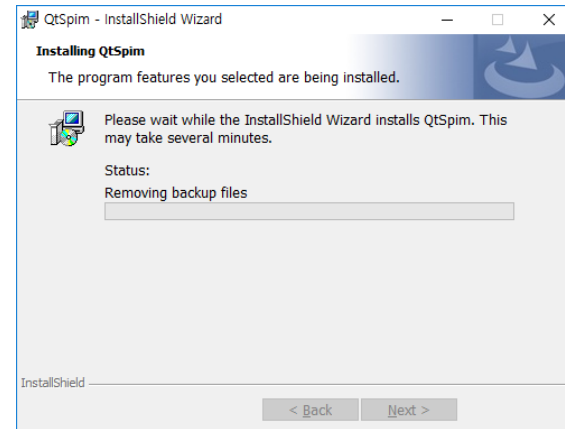 QtSpim - InstallShield Wizard
Installing QtSpim
The program features you selected are being installed.
Please wait while the InstallShield Wizard installs QtSpim. This
may take several minutes.
Status:
Removing backup files
InstallShield
< Back Next >